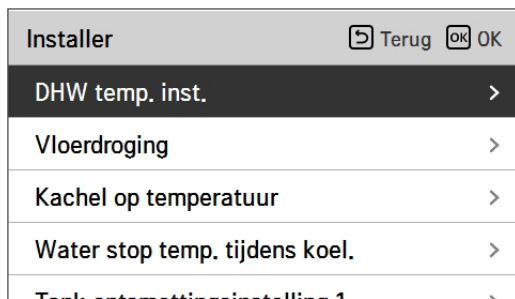 Installer Terug OK OK
DHW temp. inst.
Vloerdroging
Kachel op temperatuur
Water stop temp. tijdens koel.